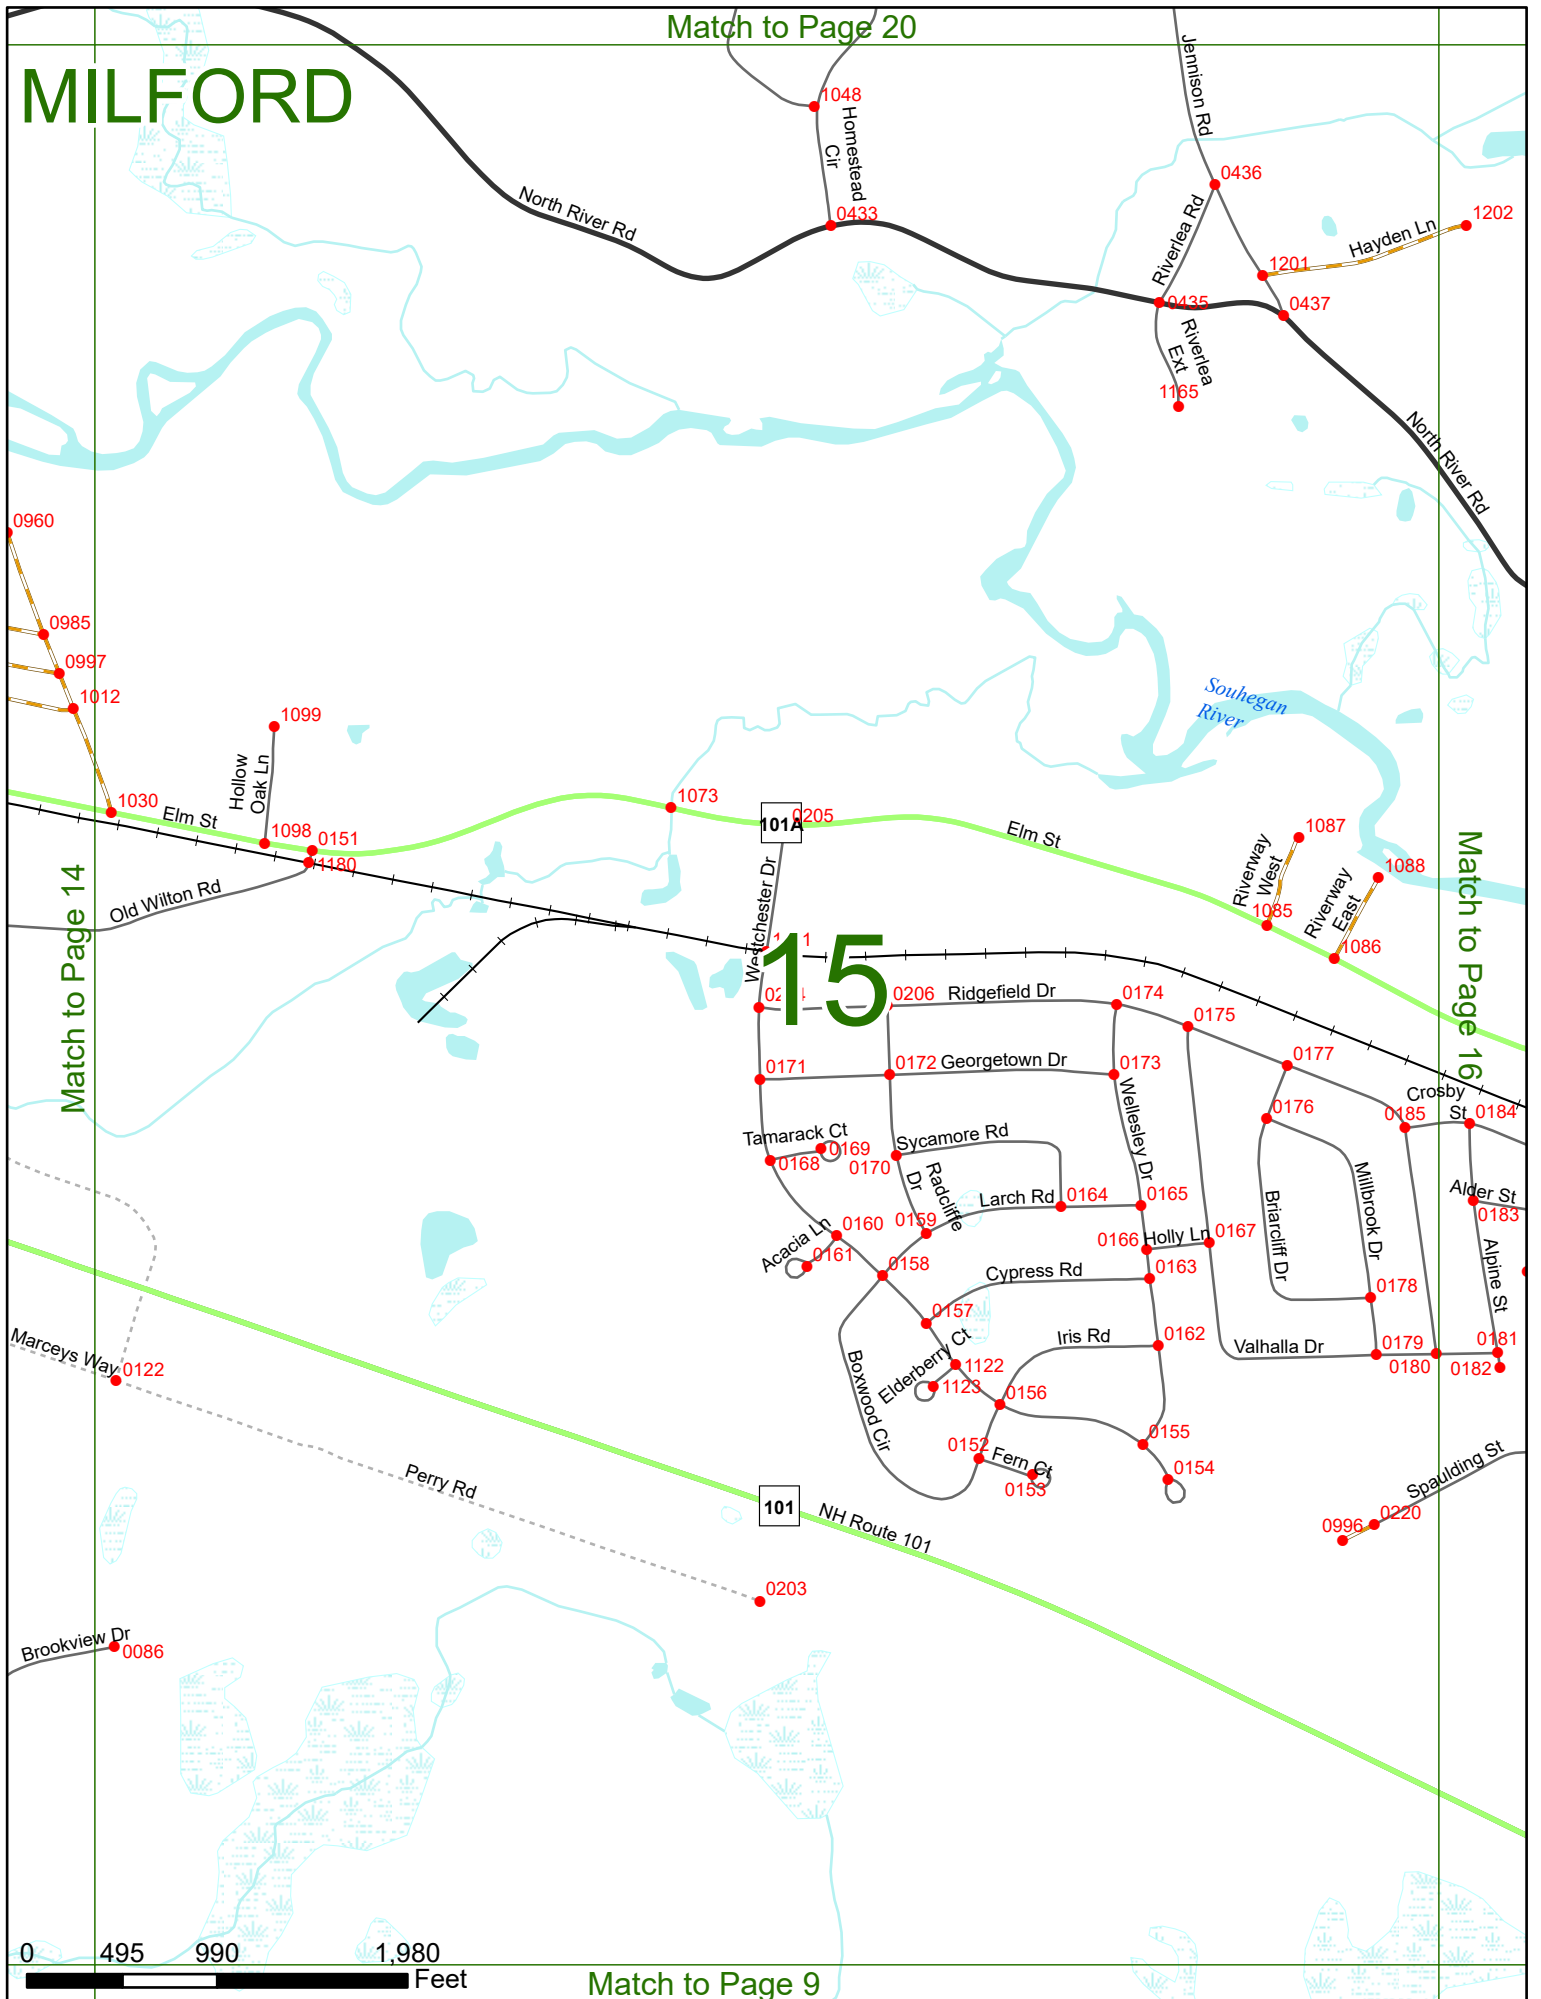 Match to Page 20
MILFORD
Jennison Rd
1048
Homestead
Cir
0436
North River Rd
0433
Riverlea Rd
Hayden Ln
1202
1201
0435
0437
Riverlea
Ext
1165
North River Rd
0960
0985
0997
1012
Souhegan
River
1099
Hollow
Oak Ln
1030
Elm St
1098
0151
1180
1073
101A
0205
Elm St
Riverway
West
1087
Riverway
East
1088
1085
1086
Match to Page 14
Match to Page 16
Old Wilton Rd
Westchester Dr
15
0206
Ridgefield Dr
0174
0175
0171
0172
Georgetown Dr
0173
0177
Wellesley Dr
0176
Crosby
St
0185
0184
Tamarack Ct
0169
0168
Sycamore Rd
0170
Radcliffe
Dr
Larch Rd
0164
0165
Millbrook Dr
Briarcliff Dr
Alder St
0183
Acacia Ln
0160
0159
0161
0158
0166
Holly Ln
0167
0163
Cypress Rd
Alpine St
0178
0157
Iris Rd
0162
Valhalla Dr
0179
0180
0181
0182
Elderberry Ct
1122
1123
0156
Boxwood Cir
Marceys Way
0122
0155
0152
Fern Ct
0153
0154
Perry Rd
101
NH Route 101
Spaulding St
0220
0996
0203
Brookview Dr
0086
0 495 990 1,980
Feet
Match to Page 9